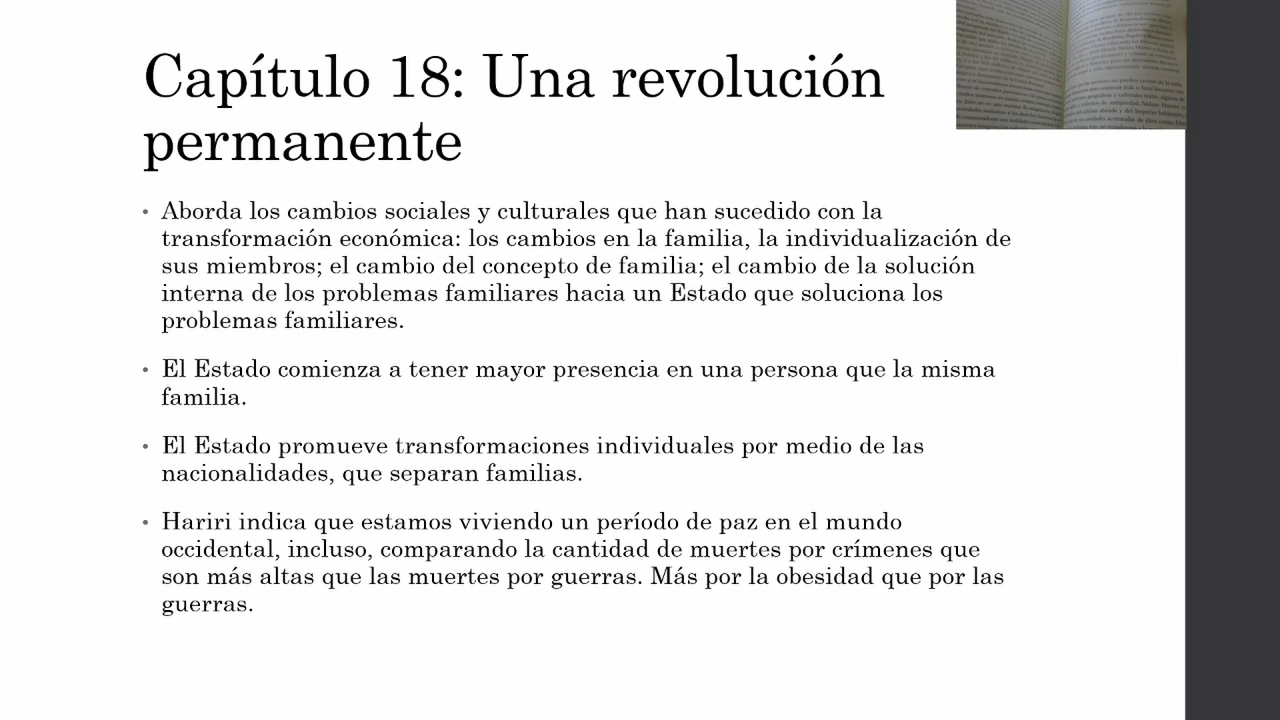 Capítulo 18: Una revolución
permanente
• Aborda los cambios sociales y culturales que han sucedido con la
transformación económica: los cambios en la familia, la individualización de
sus miembros; el cambio del concepto de familia; el cambio de la solución
interna de los problemas familiares hacia un Estado que soluciona los
problemas familiares.
• El Estado comienza a tener mayor presencia en una persona que la misma
familia.
• El Estado promueve transformaciones individuales por medio de las
nacionalidades, que separan familias.
• Hariri indica que estamos viviendo un período de paz en el mundo
occidental, incluso, comparando la cantidad de muertes por crímenes que
son más altas que las muertes por guerras. Más por la obesidad que por las
guerras.